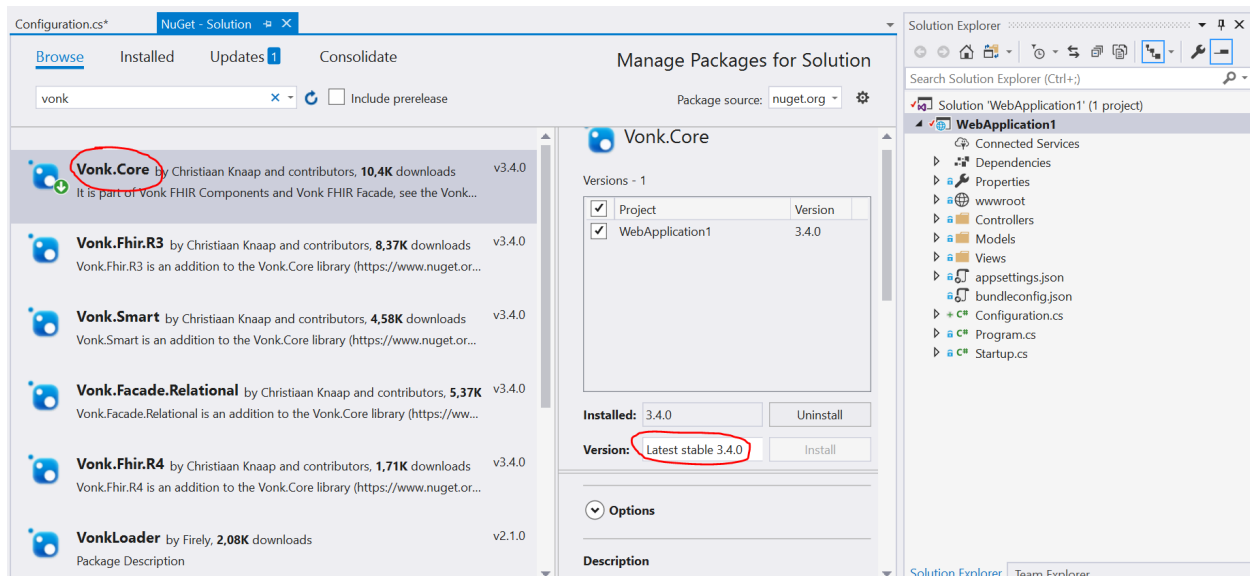 Configuration.cs*
NuGet - Solution
Browse
Installed
Updates 1
Consolidate
Manage Packages for Solution
vonk
Include prerelease
Package source: nuget.org
Vonk.Core by Christiaan Knaap and contributors, 10,4K downloads v3.4.0
It is part of Vonk FHIR Components and Vonk FHIR Facade, see the Vonk...
Vonk.Fhir.R3 by Christiaan Knaap and contributors, 8,37K downloads v3.4.0
Vonk.Fhir.R3 is an addition to the Vonk.Core library (https://www.nuget.or...
Vonk.Smart by Christiaan Knaap and contributors, 4,58K downloads v3.4.0
Vonk.Smart is an addition to the Vonk.Core library (https://www.nuget.or...
Vonk.Facade.Relational by Christiaan Knaap and contributors, 5,37K v3.4.0
Vonk.Facade.Relational is an addition to the Vonk.Core library (https://ww...
Vonk.Fhir.R4 by Christiaan Knaap and contributors, 1,71K downloads v3.4.0
Vonk.Fhir.R4 is an addition to the Vonk.Core library (https://www.nuget.or...
VonkLoader by Firely, 2,08K downloads v2.1.0
Package Description
Vonk.Core
Versions - 1
Project Version
WebApplication1 3.4.0
Installed: 3.4.0 Uninstall
Version: Latest stable 3.4.0 Install
Options
Description
Solution Explorer
Search Solution Explorer (Ctrl+;)
Solution 'WebApplication1' (1 project)
WebApplication1
Connected Services
Dependencies
Properties
wwwroot
Controllers
Models
Views
appsettings.json
bundleconfig.json
C# Configuration.cs
C# Program.cs
C# Startup.cs
Solution Explorer Team Explorer